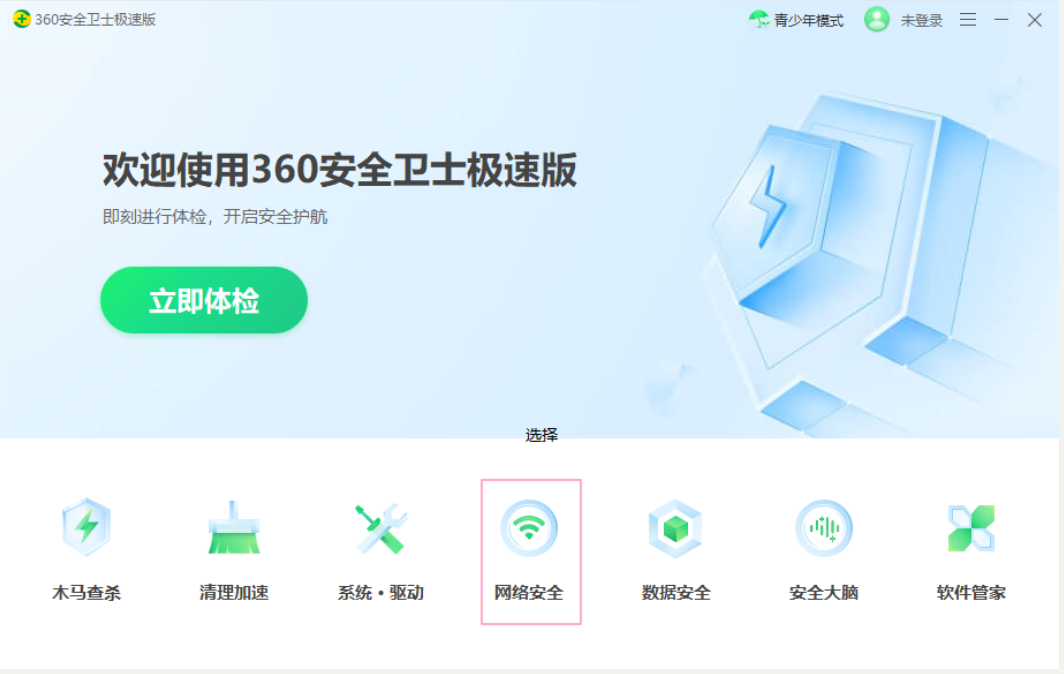 360安全卫士极速版
青少年模式
未登录
欢迎使用360安全卫士极速版
即刻进行体检，开启安全护航
立即体检
选择
木马查杀
清理加速
系统·驱动
网络安全
数据安全
安全大脑
软件管家